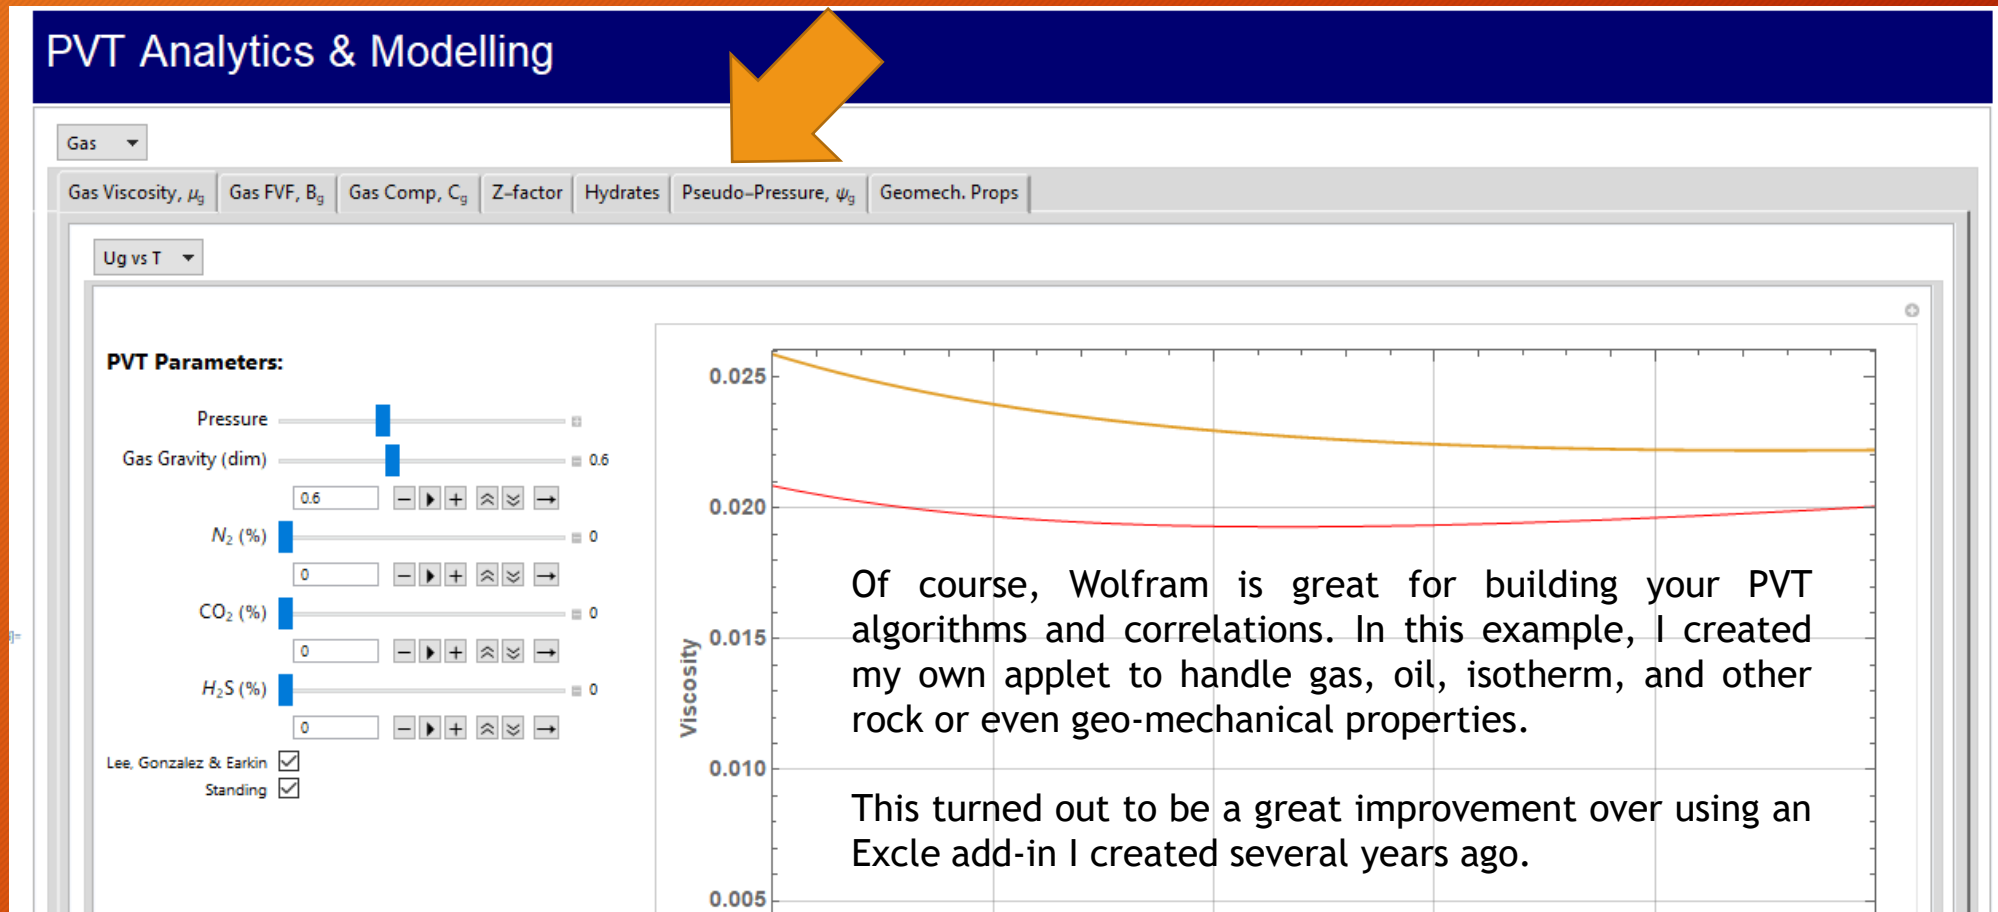 PVT Analytics & Modelling
Gas
Gas Viscosity, μg Gas FVF, Bg Gas Comp, Cg Z-factor Hydrates Pseudo-Pressure, ψg Geomech. Props
Ug vs T
PVT Parameters:
Pressure
Gas Gravity (dim) 0.6
0.6
N2 (%) 0
0
CO2 (%) 0
0
H2S (%) 0
0
Lee, Gonzalez & Earkin
Standing
0.025
0.020
0.015
0.010
0.005
Viscosity
Of course, Wolfram is great for building your PVT
algorithms and correlations. In this example, I created
my own applet to handle gas, oil, isotherm, and other
rock or even geo-mechanical properties.
This turned out to be a great improvement over using an
Excle add-in I created several years ago.